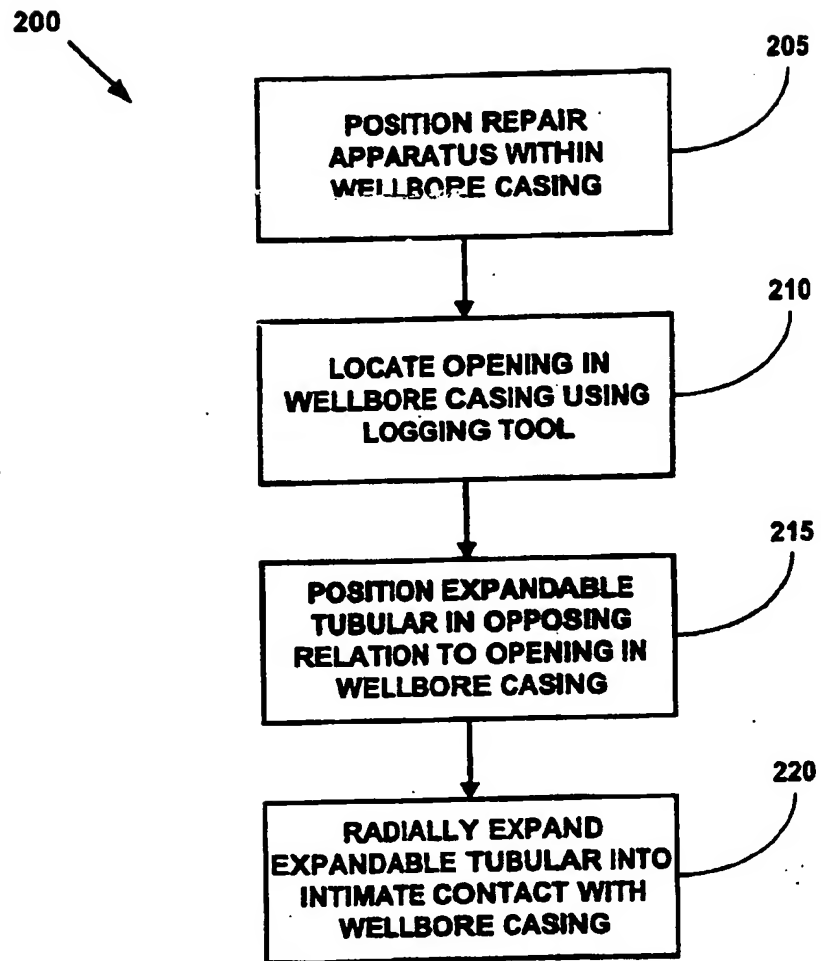 200
205
POSITION REPAIR
APPARATUS WITHIN
WELLBORE CASING
210
LOCATE OPENING IN
WELLBORE CASING USING
LOGGING TOOL
215
POSITION EXPANDABLE
TUBULAR IN OPPOSING
RELATION TO OPENING IN
WELLBORE CASING
220
RADIALLY EXPAND
EXPANDABLE TUBULAR INTO
INTIMATE CONTACT WITH
WELLBORE CASING